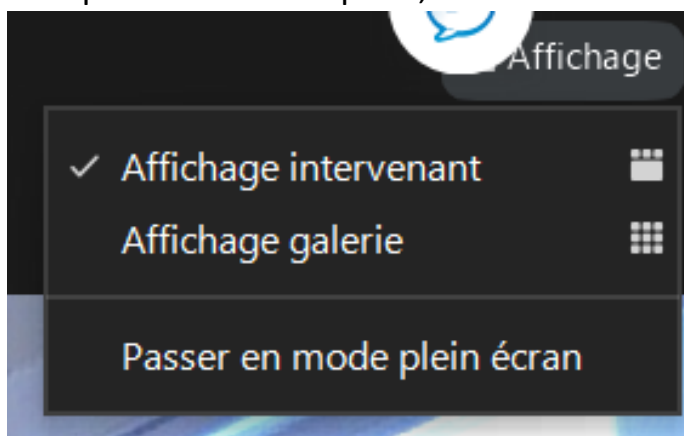 Affichage
Affichage intervenant
Affichage galerie
Passer en mode plein écran